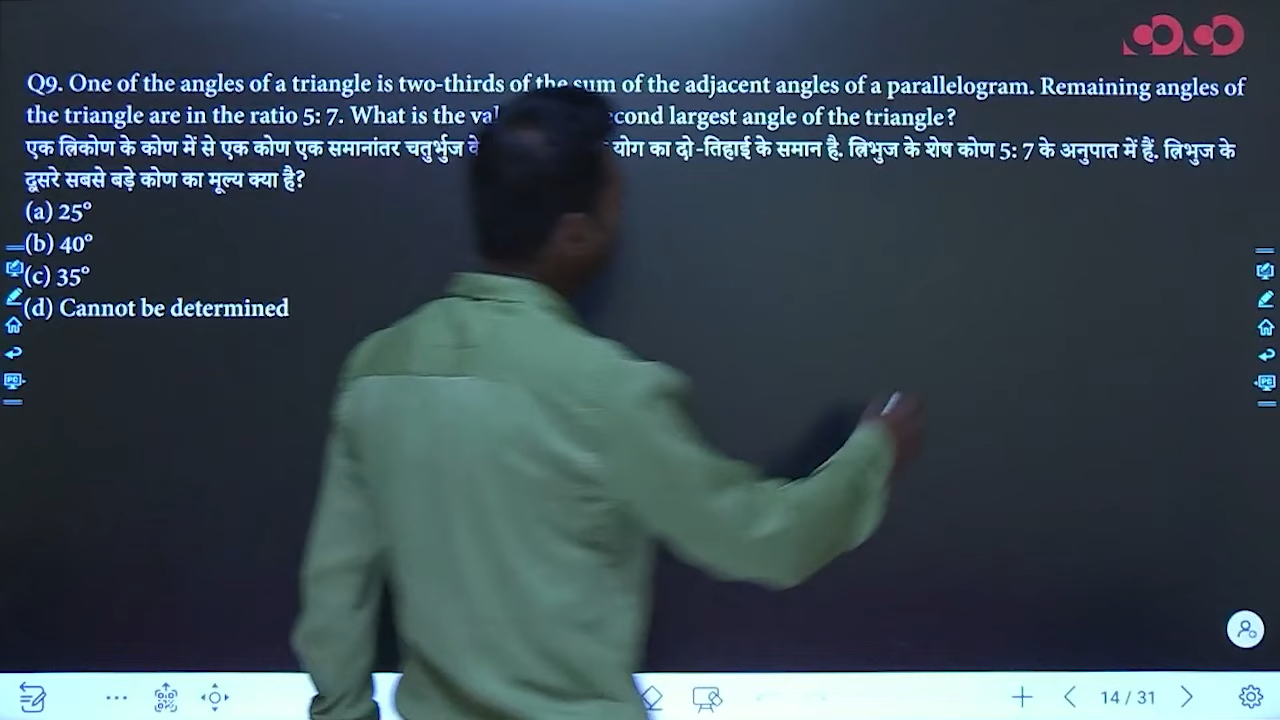 Q9. One of the angles of a triangle is two-thirds of the sum of the adjacent angles of a parallelogram. Remaining angles of
the triangle are in the ratio 5: 7. What is the largest angle of the triangle?
एक त्रिकोण के कोण में से एक कोण एक समानांतर चतुर्भुज योग का दो-तिहाई के समान है. त्रिभुज के शेष कोण 5: 7 के अनुपात में हैं. त्रिभुज के
दूसरे सबसे बड़े कोण का मूल्य क्या है?
(a) 25°
(b) 40°
(c) 35°
(d) Cannot be determined
14 / 31